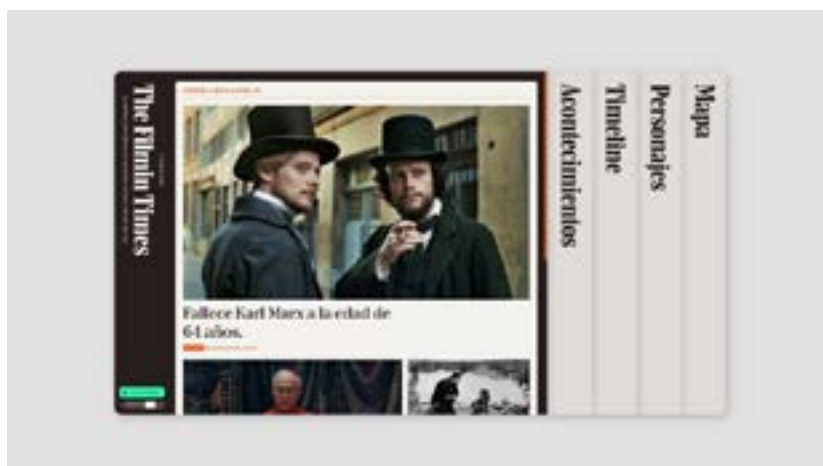 The Filmin Times
Fallece Karl Marx a la edad de
64 años.
Acontecimientos
Timeline
Personajes
Mapa